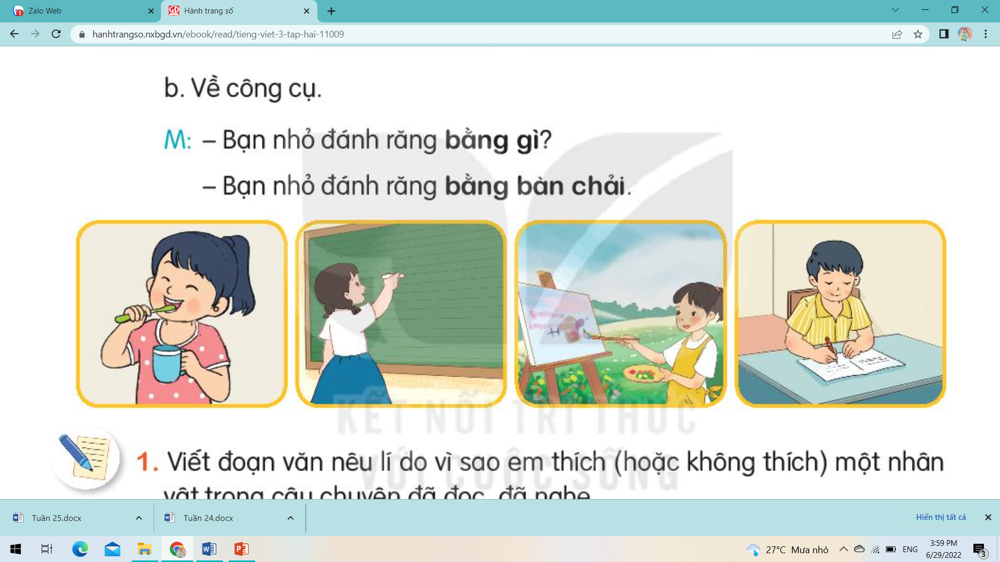 Zalo Web
Hành trang số
hanhtrangso.nxbgd.vn/ebook/read/tieng-viet-3-tap-hai-11009
b. Về công cụ.
M: – Bạn nhỏ đánh răng bằng gì?
– Bạn nhỏ đánh răng bằng bàn chải.
KẾT NỐI TRI THỨC
VỚI CUỘC SỐNG
1. Viết đoạn văn nêu lí do vì sao em thích (hoặc không thích) một nhân
vật trong câu chuyện đã đọc, đã nghe
Tuần 25.docx
Tuần 24.docx
Hiển thị tất cả
27°C Mưa nhỏ
ENG
3:59 PM
6/29/2022
3